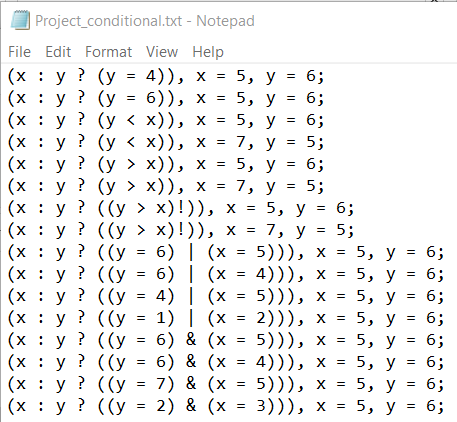 Project_conditional.txt - Notepad
File Edit Format View Help
(x : y ? (y = 4)), x = 5, y = 6;
(x : y ? (y = 6)), x = 5, y = 6;
(x : y ? (y < x)), x = 5, y = 6;
(x : y ? (y < x)), x = 7, y = 5;
(x : y ? (y > x)), x = 5, y = 6;
(x : y ? (y > x)), x = 7, y = 5;
(x : y ? ((y > x)!)), x = 5, y = 6;
(x : y ? ((y > x)!)), x = 7, y = 5;
(x : y ? ((y = 6) | (x = 5))), x = 5, y = 6;
(x : y ? ((y = 6) | (x = 4))), x = 5, y = 6;
(x : y ? ((y = 4) | (x = 5))), x = 5, y = 6;
(x : y ? ((y = 1) | (x = 2))), x = 5, y = 6;
(x : y ? ((y = 6) & (x = 5))), x = 5, y = 6;
(x : y ? ((y = 6) & (x = 4))), x = 5, y = 6;
(x : y ? ((y = 7) & (x = 5))), x = 5, y = 6;
(x : y ? ((y = 2) & (x = 3))), x = 5, y = 6;